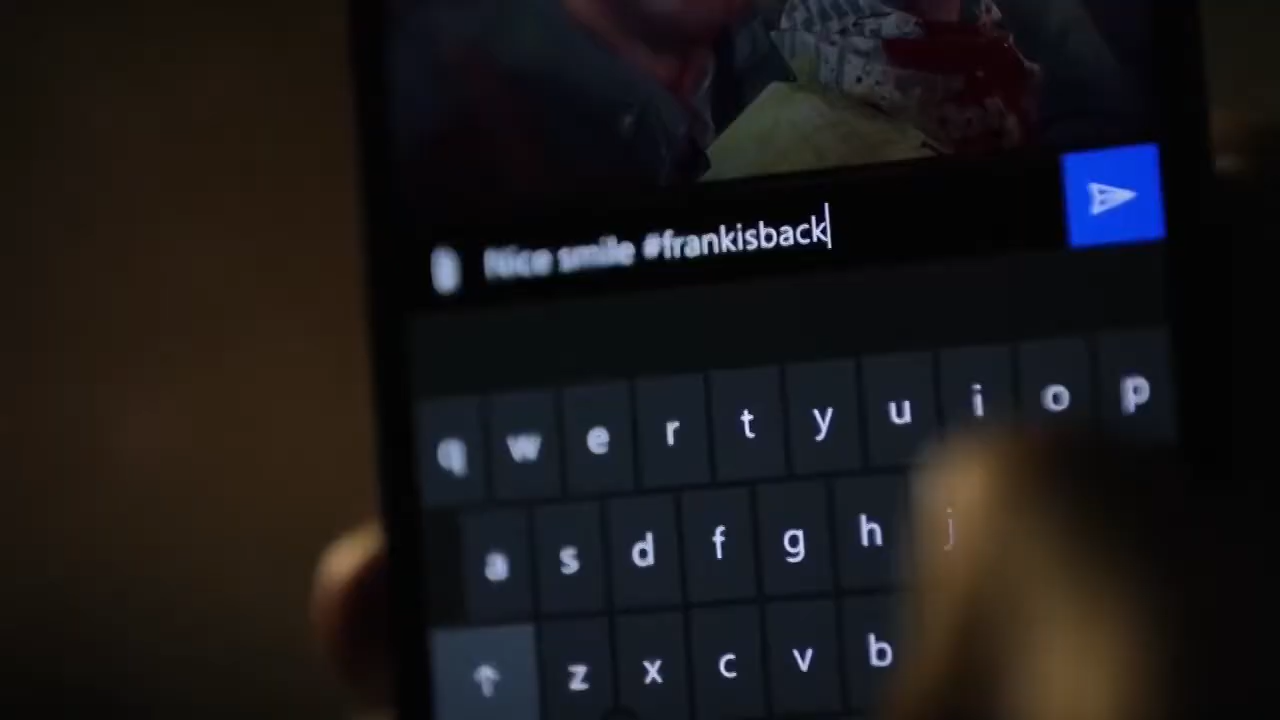 Nice smile #frankisback
q w e r t y u i o p
a s d f g h j
z x c v b